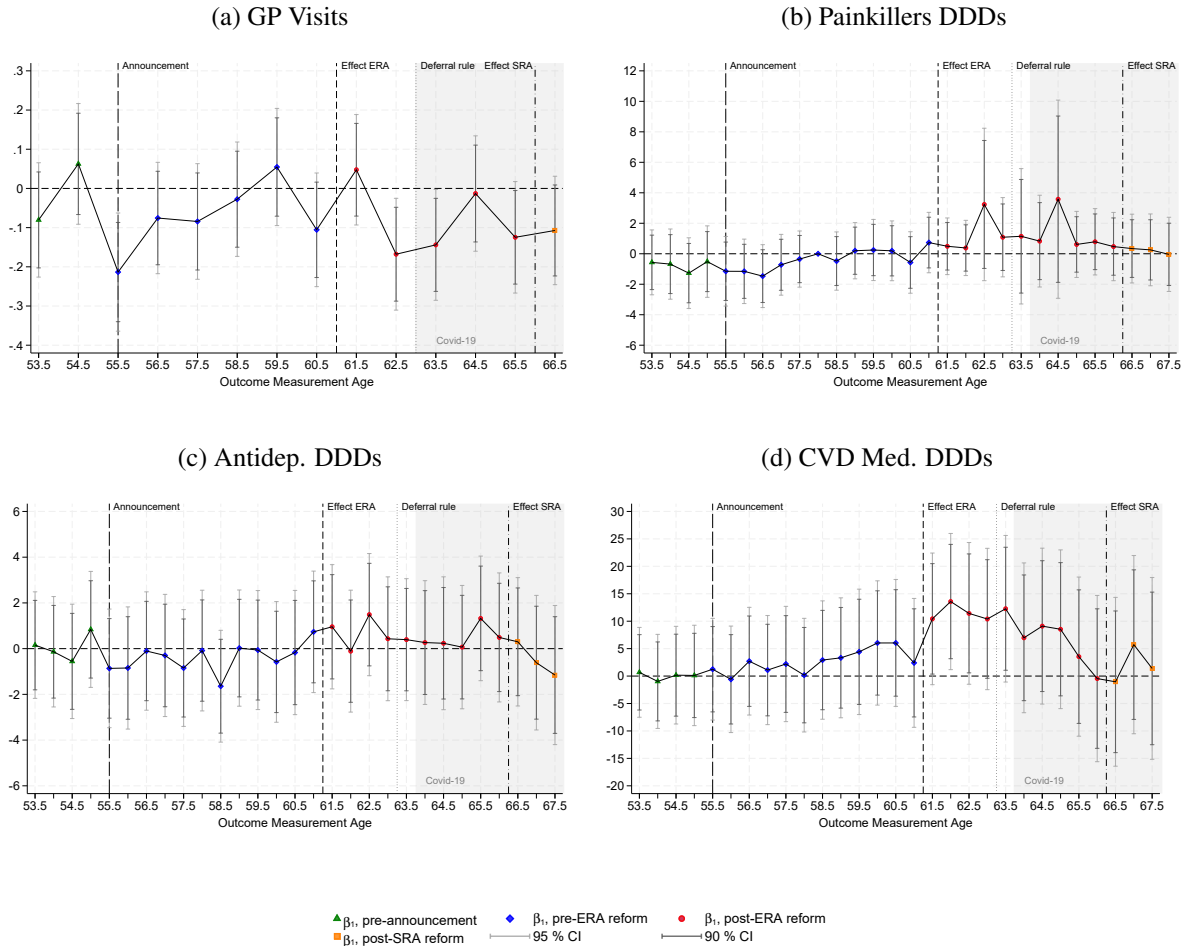 (a) GP Visits
Announcement
Effect ERA
Deferral rule
Effect SRA
.3
.2
.1
0
-.1
-.2
-.3
-.4
Covid-19
53.5 54.5 55.5 56.5 57.5 58.5 59.5 60.5 61.5 62.5 63.5 64.5 65.5 66.5
Outcome Measurement Age
(b) Painkillers DDDs
Announcement
Effect ERA
Deferral rule
Effect SRA
12
10
8
6
4
2
0
-2
-4
-6
Covid-19
53.5 54.5 55.5 56.5 57.5 58.5 59.5 60.5 61.5 62.5 63.5 64.5 65.5 66.5 67.5
Outcome Measurement Age
(c) Antidep. DDDs
Announcement
Effect ERA
Deferral rule
Effect SRA
6
4
2
0
-2
-4
-6
Covid-19
53.5 54.5 55.5 56.5 57.5 58.5 59.5 60.5 61.5 62.5 63.5 64.5 65.5 66.5 67.5
Outcome Measurement Age
(d) CVD Med. DDDs
Announcement
Effect ERA
Deferral rule
Effect SRA
30
25
20
15
10
5
0
-5
-10
-15
-20
Covid-19
53.5 54.5 55.5 56.5 57.5 58.5 59.5 60.5 61.5 62.5 63.5 64.5 65.5 66.5 67.5
Outcome Measurement Age
β₁, pre-announcement
β₁, pre-ERA reform
β₁, post-ERA reform
β₁, post-SRA reform
95 % CI
90 % CI